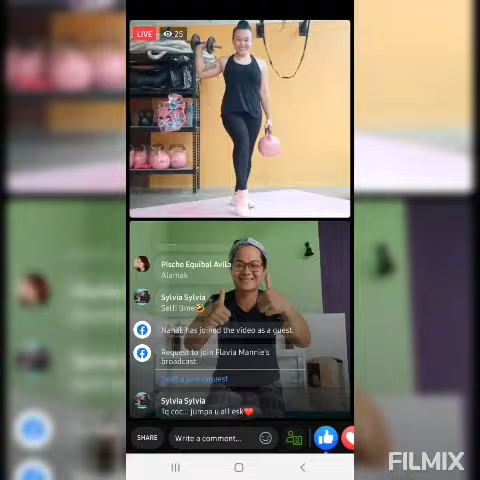 LIVE 25
Pische Equibal Avila
Alamak
Sylvia Sylvia
Selfi time🤣
Nanak has joined the video as a guest.
Request to join Flavia Mannie's
broadcast.
Send a join request
Sylvia Sylvia
Tq coc... jumpa u all esk❤️
SHARE
Write a comment...
FILMIX